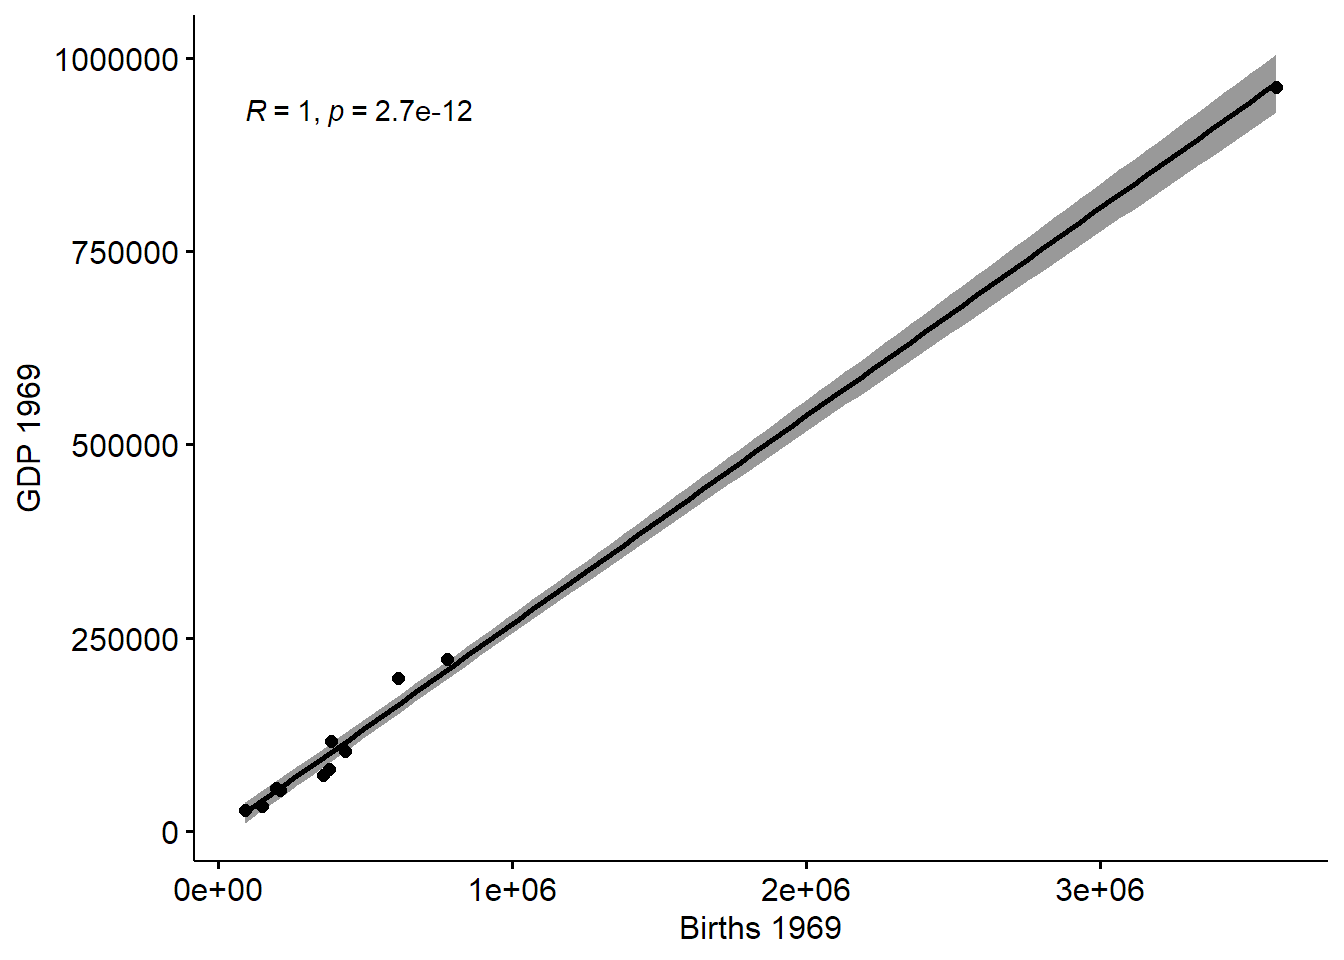 1000000
R = 1, p = 2.7e-12
750000
GDP 1969
500000
250000
0
0e+00 1e+06 2e+06 3e+06
Births 1969